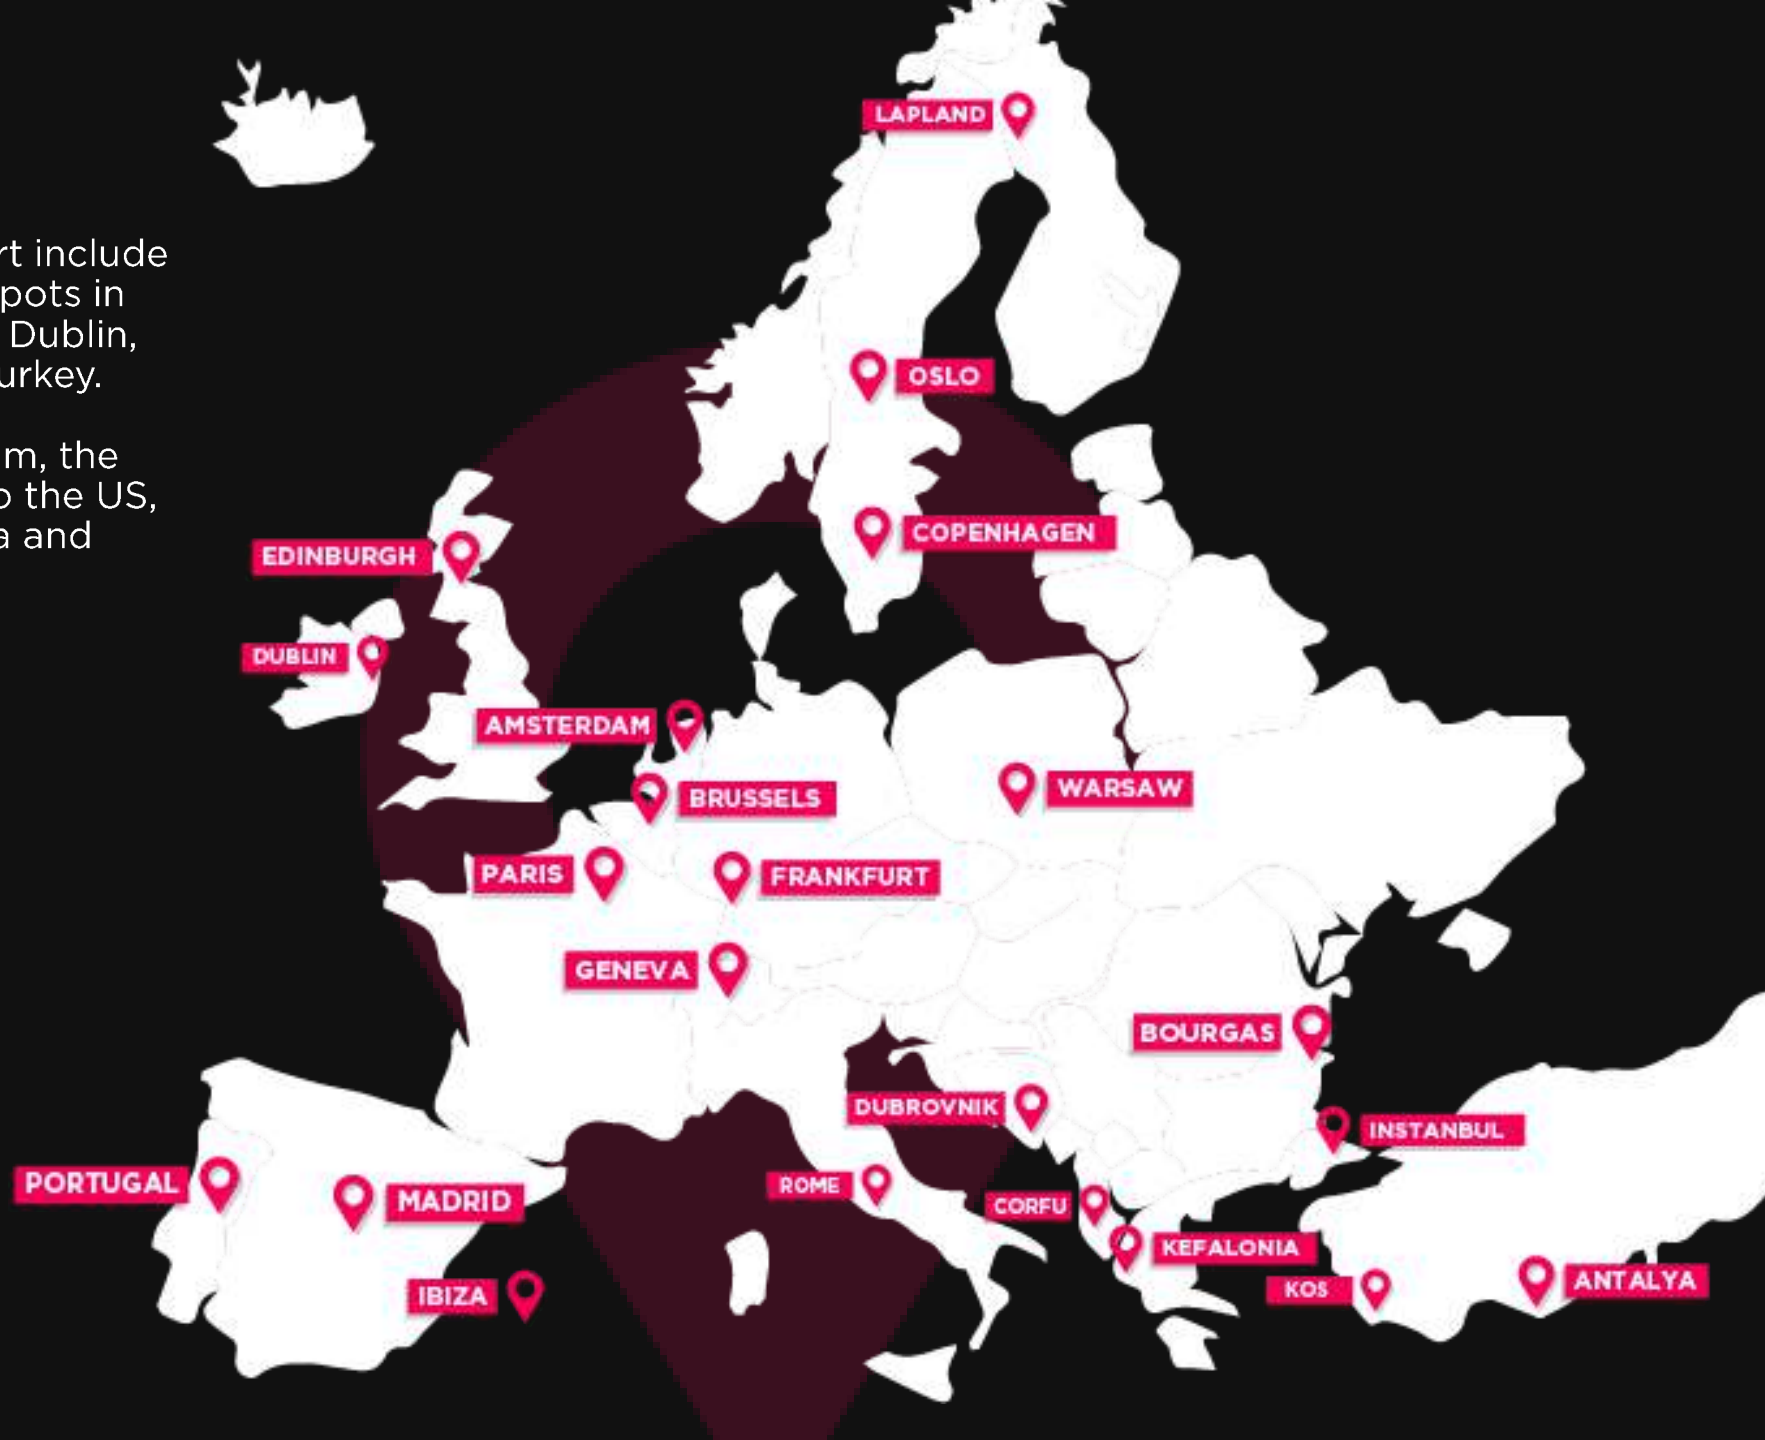 rt include
pots in
Dublin,
urkey.
m, the
o the US,
a and
LAPLAND
OSLO
COPENHAGEN
EDINBURGH
DUBLIN
AMSTERDAM
BRUSSELS
WARSAW
PARIS
FRANKFURT
GENEVA
BOURGAS
DUBROVNIK
INSTANBUL
PORTUGAL
MADRID
ROME
CORFU
KEFALONIA
IBIZA
KOS
ANTALYA